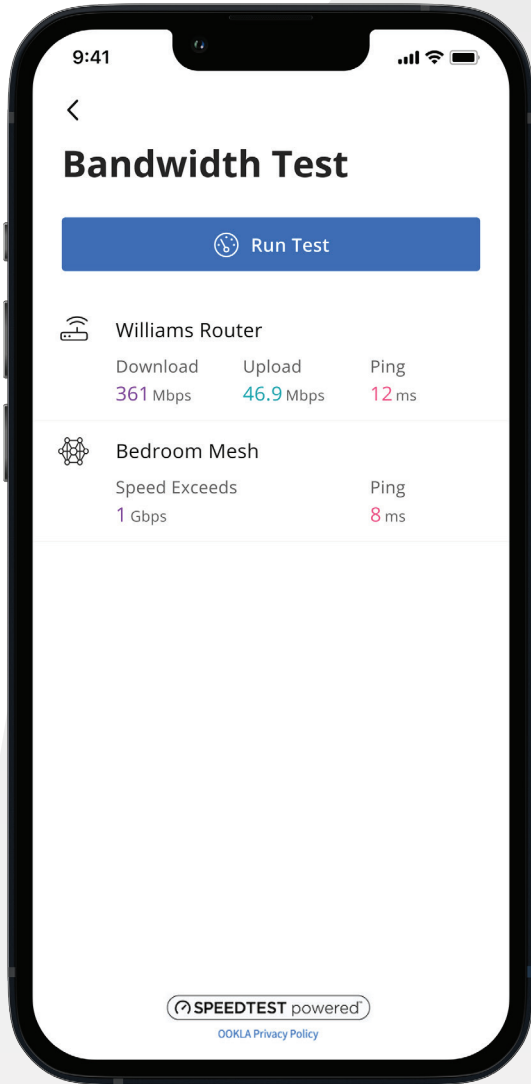 9:41
Bandwidth Test
Run Test
Williams Router
Download Upload Ping
361 Mbps 46.9 Mbps 12 ms
Bedroom Mesh
Speed Exceeds Ping
1 Gbps 8 ms
SPEEDTEST powered™
OOKLA Privacy Policy